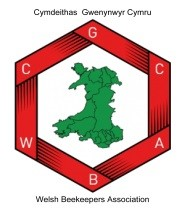 Cymdeithas Gwenynwyr Cymru
G
C
C
W
A
B
Welsh Beekeepers Association